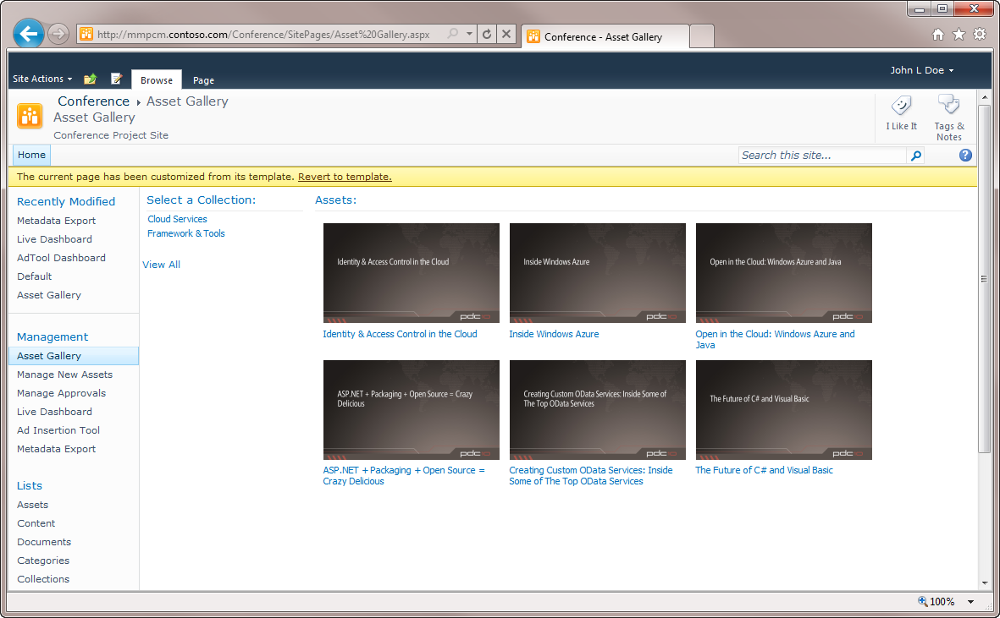 http://mmpcm.contoso.com/Conference/SitePages/Asset%20Gallery.aspx
Conference - Asset Gallery
Site Actions
Browse
Page
John L Doe
Conference ▸ Asset Gallery
Asset Gallery
Conference Project Site
I Like It
Tags &
Notes
Home
Search this site...
The current page has been customized from its template. Revert to template.
Recently Modified
Metadata Export
Live Dashboard
AdTool Dashboard
Default
Asset Gallery
Management
Asset Gallery
Manage New Assets
Manage Approvals
Live Dashboard
Ad Insertion Tool
Metadata Export
Lists
Assets
Content
Documents
Categories
Collections
Select a Collection:
Cloud Services
Framework & Tools
View All
Assets:
Identity & Access Control in the Cloud
pdc10
Identity & Access Control in the Cloud
Inside Windows Azure
pdc10
Inside Windows Azure
Open in the Cloud: Windows Azure and Java
pdc10
Open in the Cloud: Windows Azure and
Java
ASP.NET + Packaging + Open Source = Crazy
Delicious
pdc10
ASP.NET + Packaging + Open Source =
Crazy Delicious
Creating Custom OData Services: Inside Some of
The Top OData Services
pdc10
Creating Custom OData Services: Inside
Some of The Top OData Services
The Future of C# and Visual Basic
pdc10
The Future of C# and Visual Basic
100%